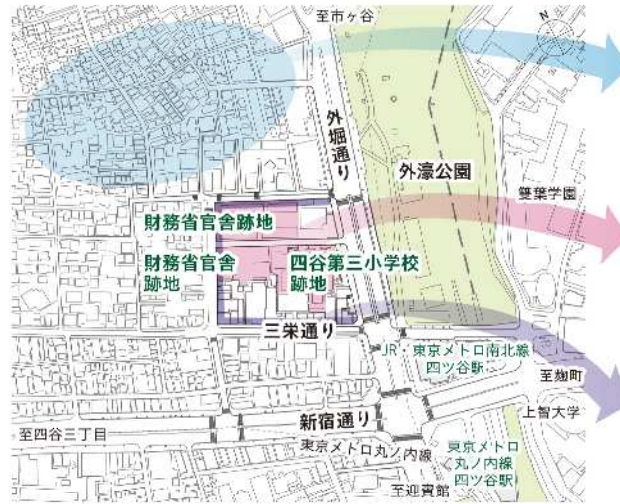 至市ヶ谷
N
外堀通り
外濠公園
雙葉学園
財務省官舎跡地
財務省官舎
跡地
四谷第三小学校
跡地
三栄通り
JR・東京メトロ南北線
四ツ谷駅
至麹町
上智大学
新宿通り
至四谷三丁目
東京メトロ丸ノ内線
東京メトロ
丸ノ内線
四ツ谷駅
至迎賓館